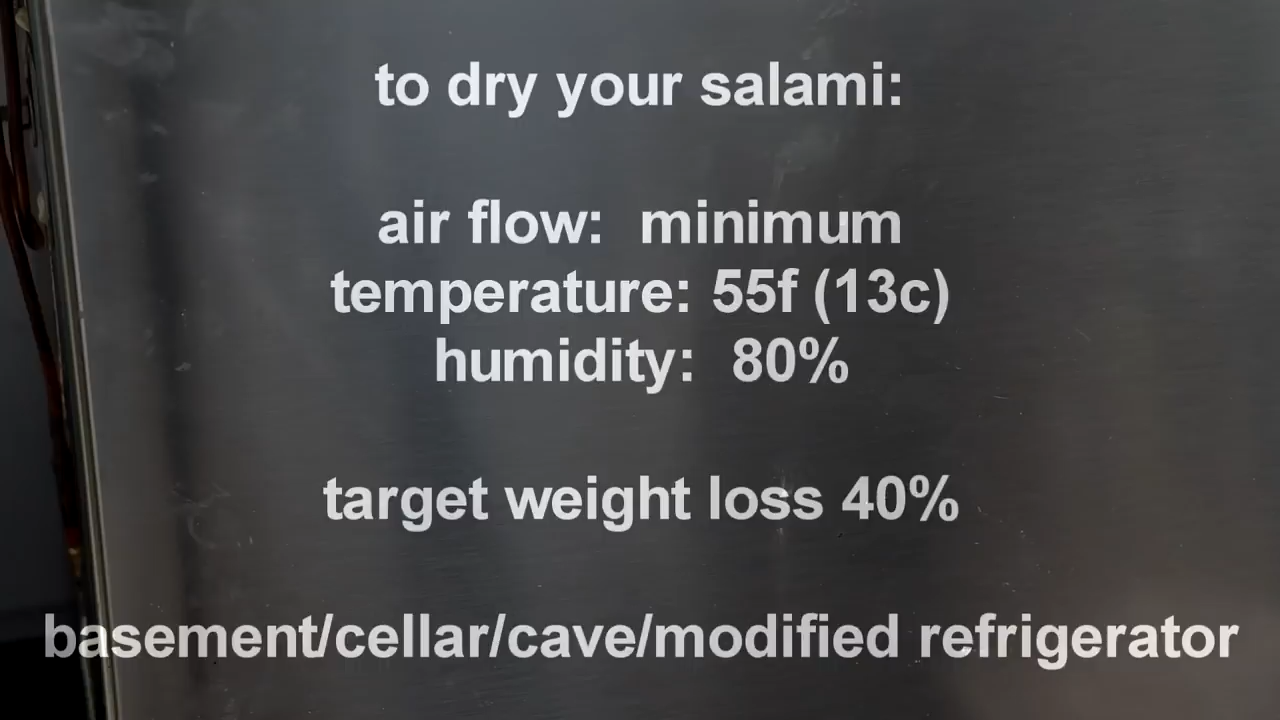 to dry your salami:
air flow: minimum
temperature: 55f (13c)
humidity: 80%
target weight loss 40%
basement/cellar/cave/modified refrigerator